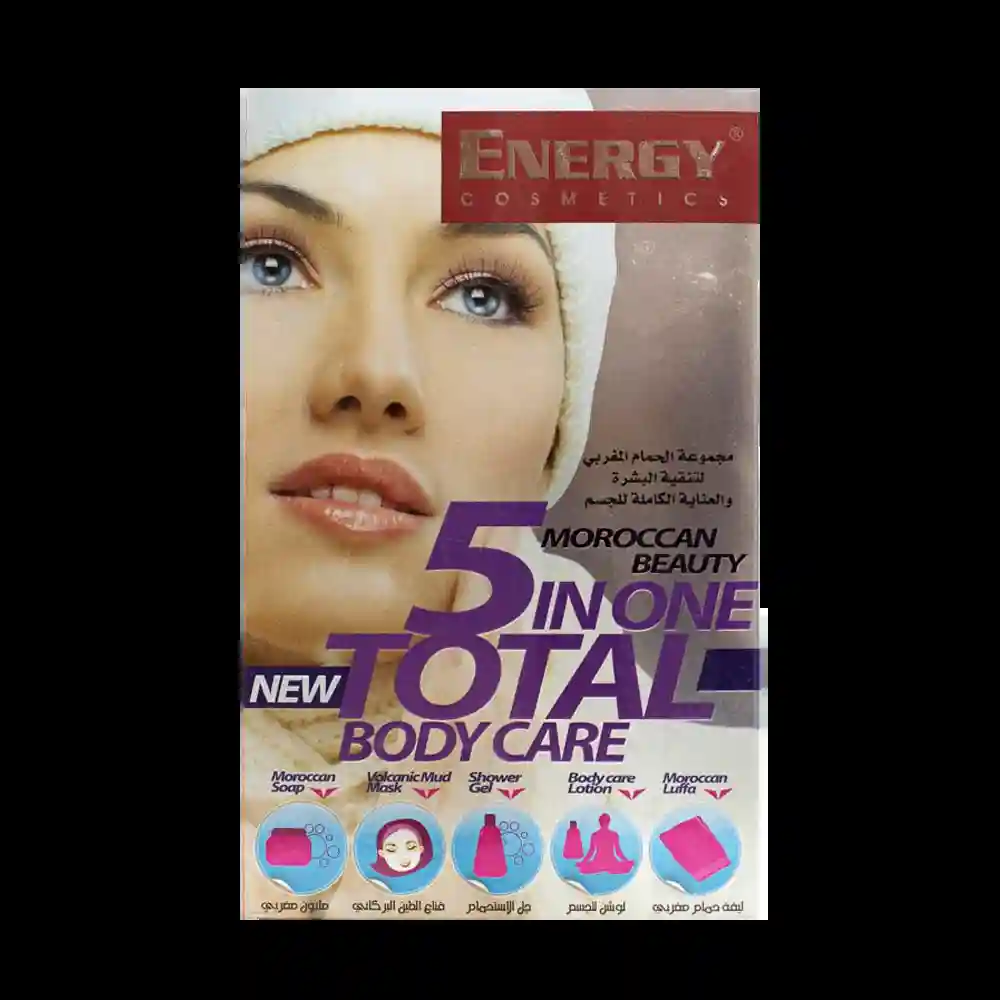 ENERGY®
COSMETICS
مجموعة الحمام المغربي
لتنقية البشرة
والعناية الكاملة للجسم
MOROCCAN
BEAUTY
5 IN ONE
TOTAL
NEW
BODY CARE
Moroccan Soap
Volcanic Mud Mask
Shower Gel
Body care Lotion
Moroccan Luffa
صابون مغربي
قناع الطين البركاني
جل الاستحمام
لوشن للجسم
ليفة حمام مغربي